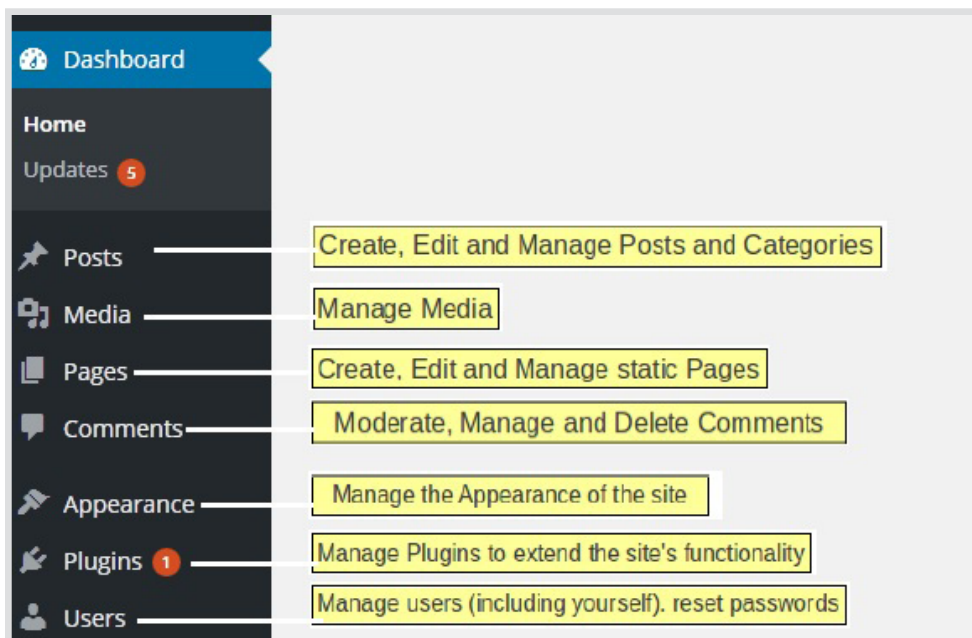 Dashboard
Home
Updates 5
Posts Create, Edit and Manage Posts and Categories
Media Manage Media
Pages Create, Edit and Manage static Pages
Comments Moderate, Manage and Delete Comments
Appearance Manage the Appearance of the site
Plugins 1 Manage Plugins to extend the site's functionality
Users Manage users (including yourself). reset passwords